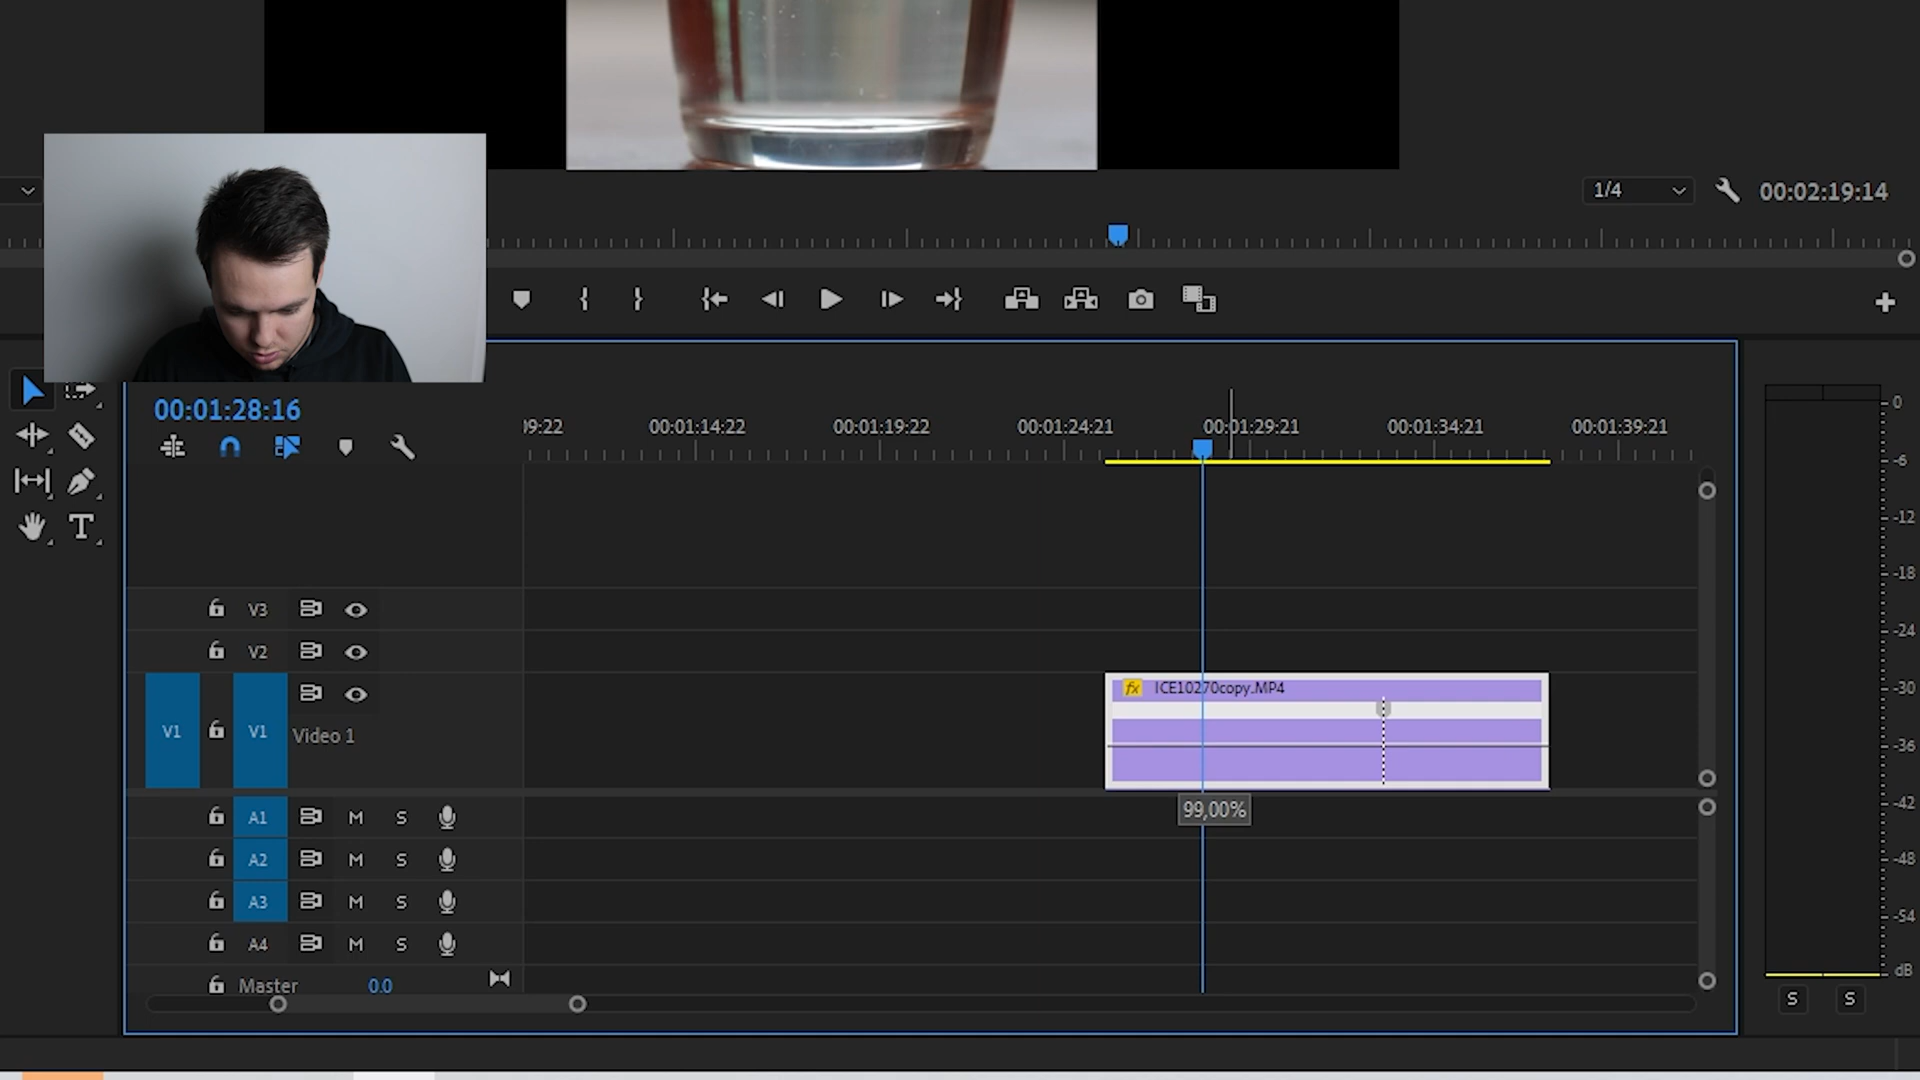 1/4
00:02:19:14
00:01:28:16
09:22
00:01:14:22
00:01:19:22
00:01:24:21
00:01:29:21
00:01:34:21
00:01:39:21
T
V3
V2
fx ICE10270copy.MP4
V1
V1
Video 1
99,00%
A1
M
S
A2
M
S
A3
M
S
A4
M
S
Master
0.0
0
-6
-12
-18
-24
-30
-36
-42
-48
-54
dB
S
S